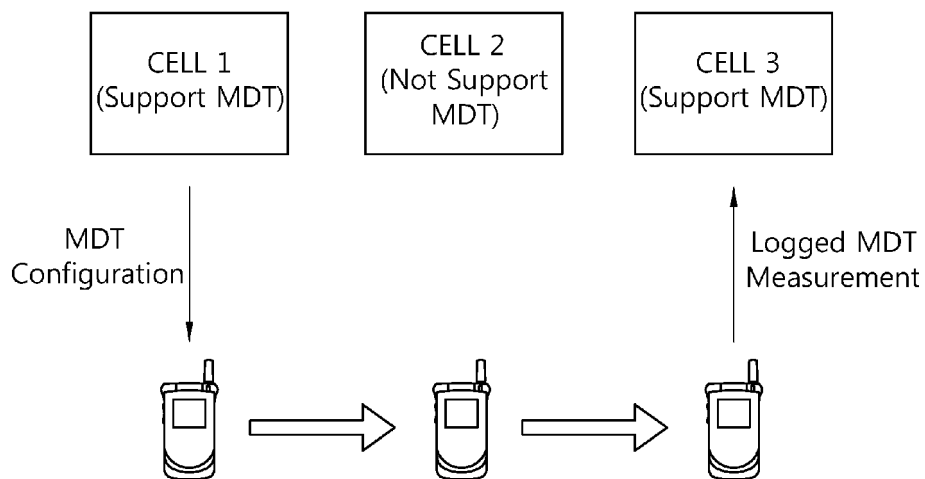 CELL 1
(Support MDT)
CELL 2
(Not Support
MDT)
CELL 3
(Support MDT)
MDT
Configuration
Logged MDT
Measurement